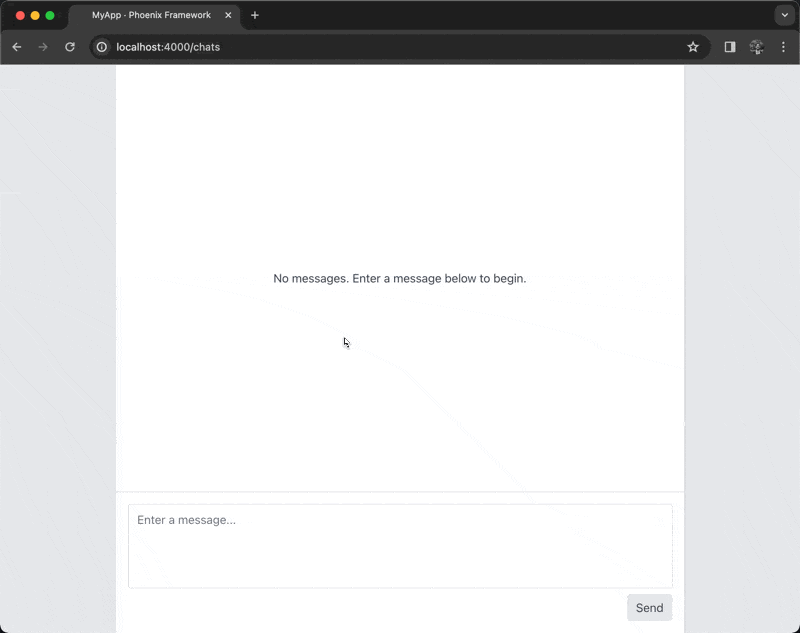 MyApp · Phoenix Framework
localhost:4000/chats
No messages. Enter a message below to begin.
Enter a message...
Send